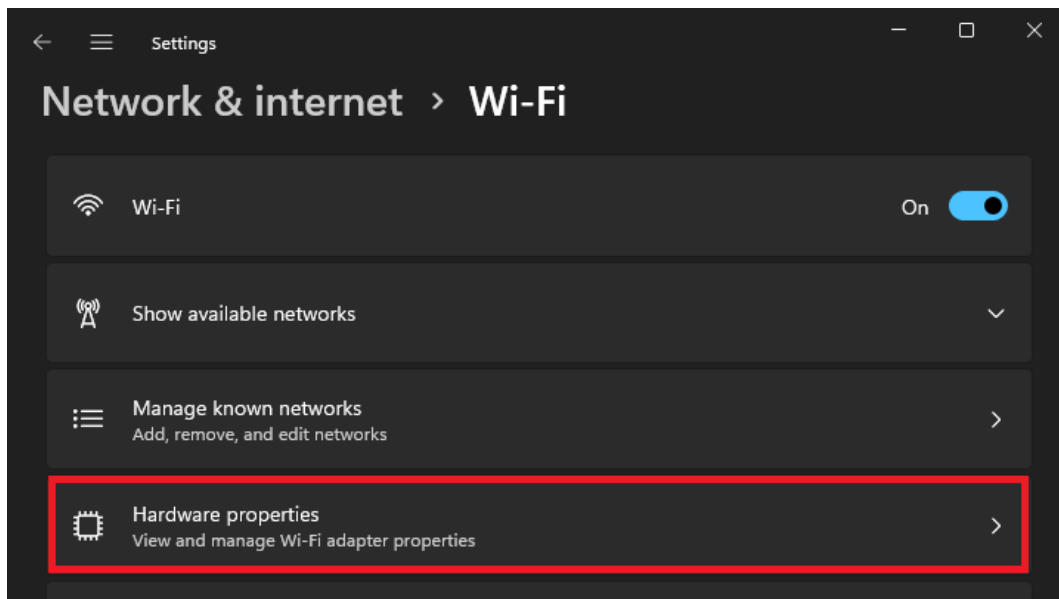 Settings
Network & internet > Wi-Fi
Wi-Fi
On
Show available networks
Manage known networks
Add, remove, and edit networks
Hardware properties
View and manage Wi-Fi adapter properties